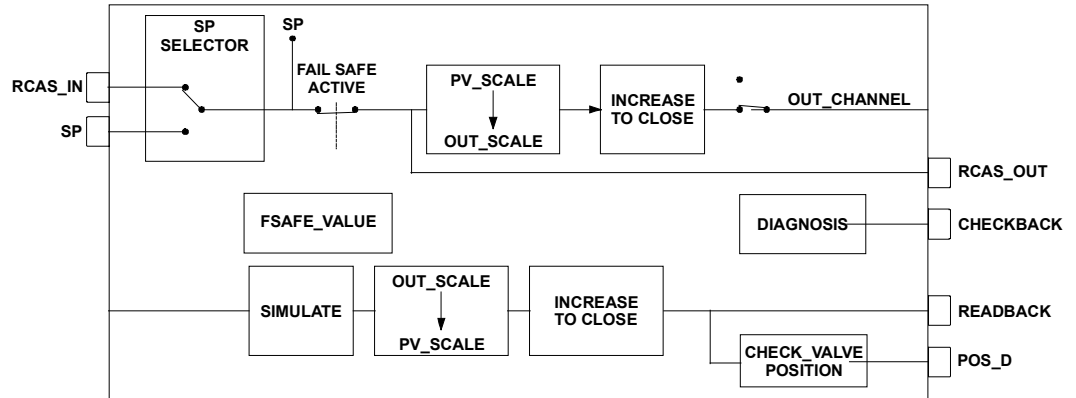 SP
SELECTOR
SP
RCAS_IN
FAIL SAFE
ACTIVE
PV_SCALE
OUT_SCALE
INCREASE
TO CLOSE
OUT_CHANNEL
SP
RCAS_OUT
FSAFE_VALUE
DIAGNOSIS
CHECKBACK
SIMULATE
OUT_SCALE
PV_SCALE
INCREASE
TO CLOSE
READBACK
CHECK_VALVE
POSITION
POS_D